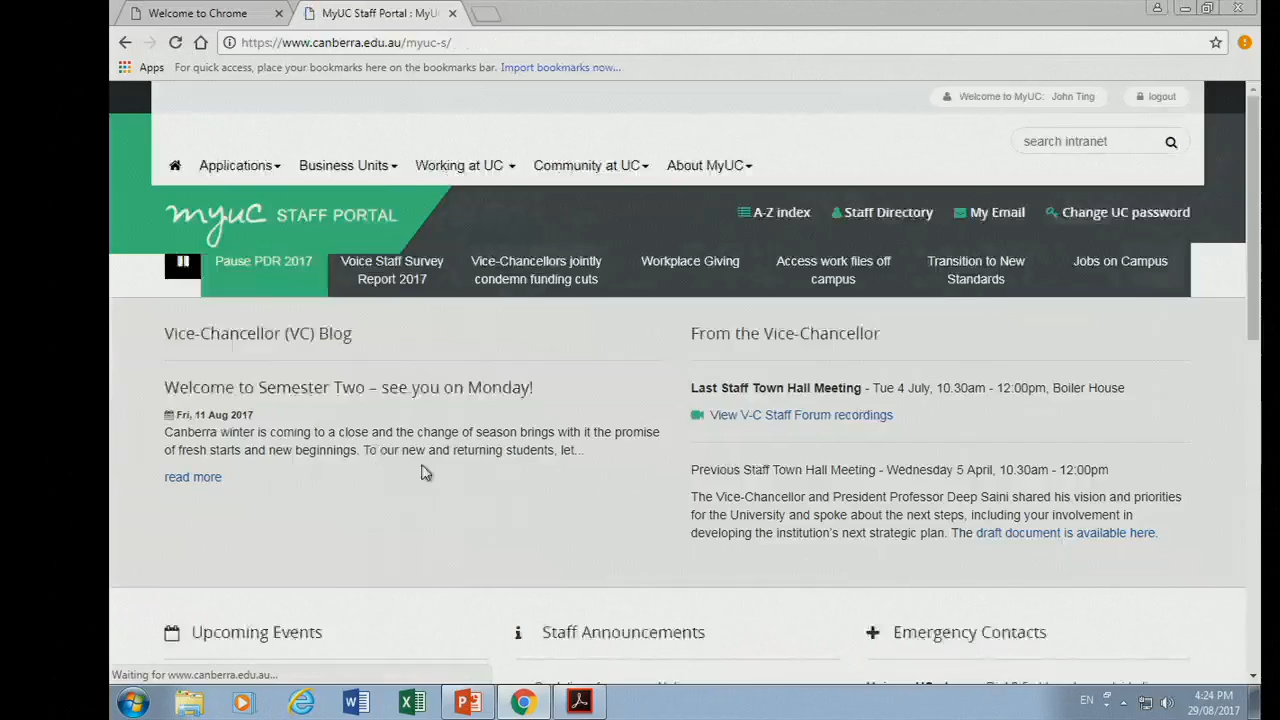 Welcome to Chrome
MyUC Staff Portal : MyUC
https://www.canberra.edu.au/myuc-s/
Apps For quick access, place your bookmarks here on the bookmarks bar. Import bookmarks now...
Welcome to MyUC: John Ting
logout
search intranet
Applications
Business Units
Working at UC
Community at UC
About MyUC
myuc STAFF PORTAL
A-Z index
Staff Directory
My Email
Change UC password
Pause PDR 2017
Voice Staff Survey
Report 2017
Vice-Chancellors jointly
condemn funding cuts
Workplace Giving
Access work files off
campus
Transition to New
Standards
Jobs on Campus
Vice-Chancellor (VC) Blog
Welcome to Semester Two – see you on Monday!
Fri, 11 Aug 2017
Canberra winter is coming to a close and the change of season brings with it the promise
of fresh starts and new beginnings. To our new and returning students, let...
read more
From the Vice-Chancellor
Last Staff Town Hall Meeting - Tue 4 July, 10.30am - 12:00pm, Boiler House
View V-C Staff Forum recordings
Previous Staff Town Hall Meeting - Wednesday 5 April, 10.30am - 12:00pm
The Vice-Chancellor and President Professor Deep Saini shared his vision and priorities
for the University and spoke about the next steps, including your involvement in
developing the institution's next strategic plan. The draft document is available here.
Upcoming Events
Staff Announcements
Emergency Contacts
Waiting for www.canberra.edu.au...
EN
4:24 PM
29/08/2017